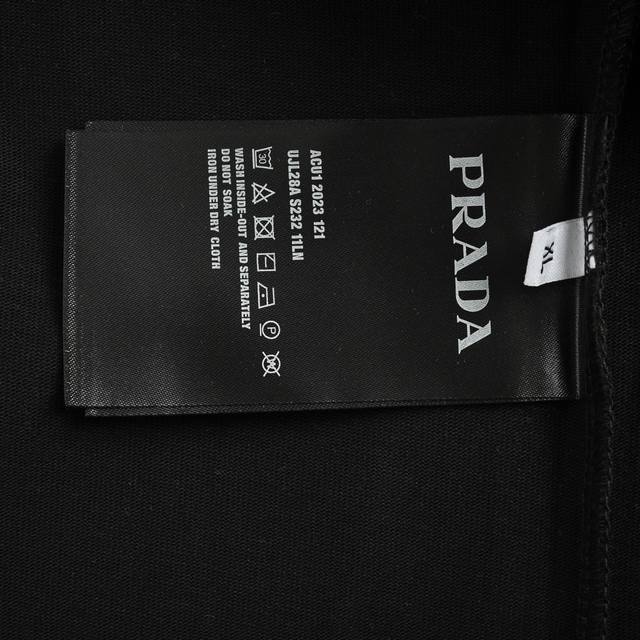 PRADA
XL
ACU1 2023 121
UJL28A S232 11LN
30
P
WASH INSIDE-OUT AND SEPARATELY
DO NOT SOAK
IRON UNDER DRY CLOTH